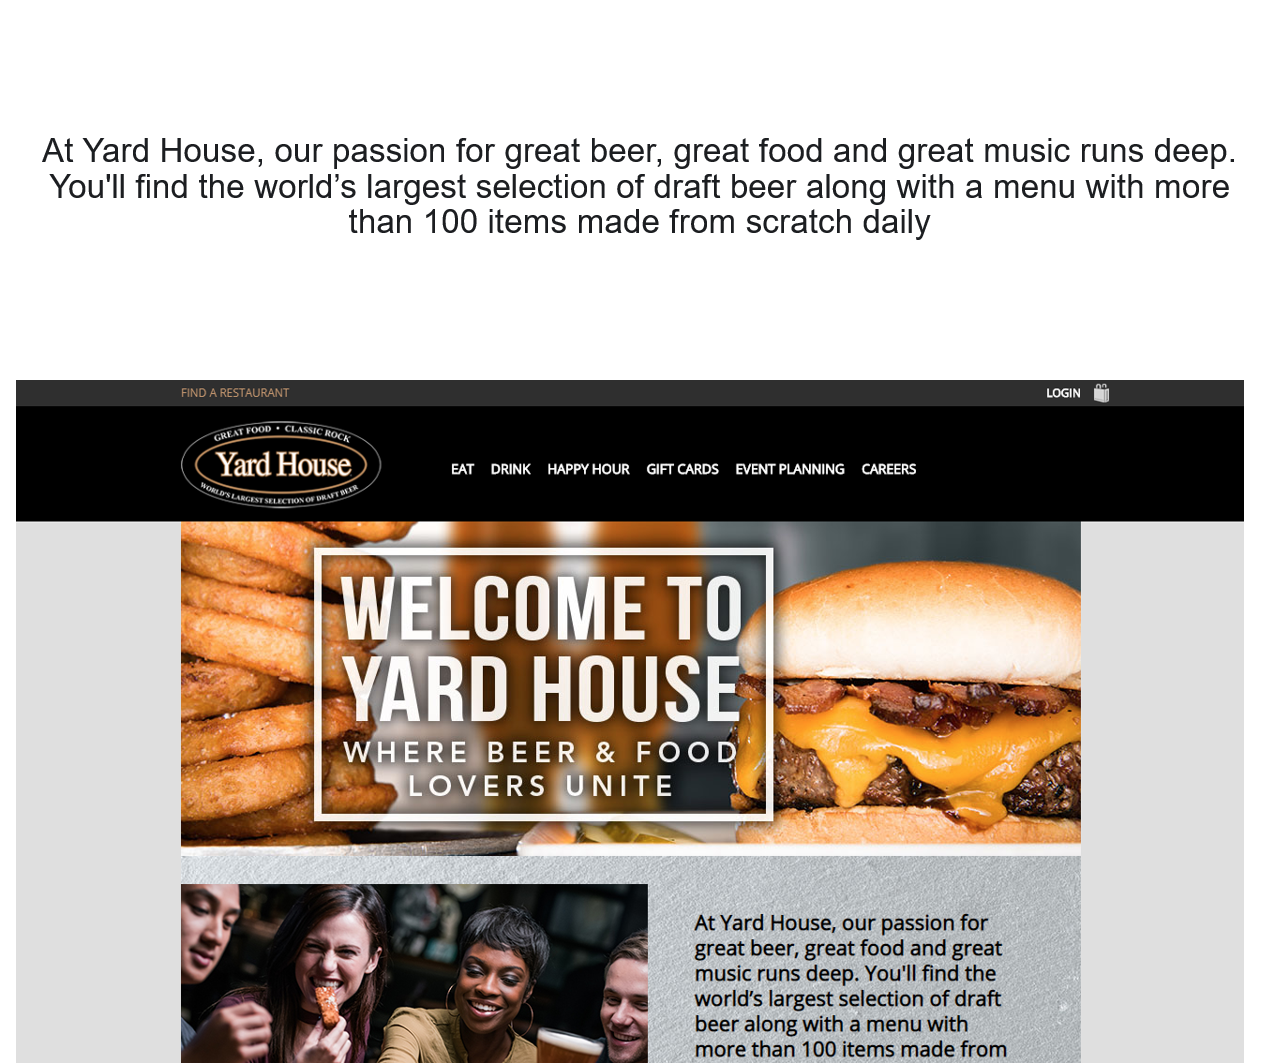 At Yard House, our passion for great beer, great food and great music runs deep.
You'll find the world’s largest selection of draft beer along with a menu with more
than 100 items made from scratch daily
FIND A RESTAURANT
LOGIN
GREAT FOOD • CLASSIC ROCK
Yard House
WORLD'S LARGEST SELECTION OF DRAFT BEER
EAT DRINK HAPPY HOUR GIFT CARDS EVENT PLANNING CAREERS
WELCOME TO
YARD HOUSE
WHERE BEER & FOOD
LOVERS UNITE
At Yard House, our passion for
great beer, great food and great
music runs deep. You'll find the
world’s largest selection of draft
beer along with a menu with
more than 100 items made from